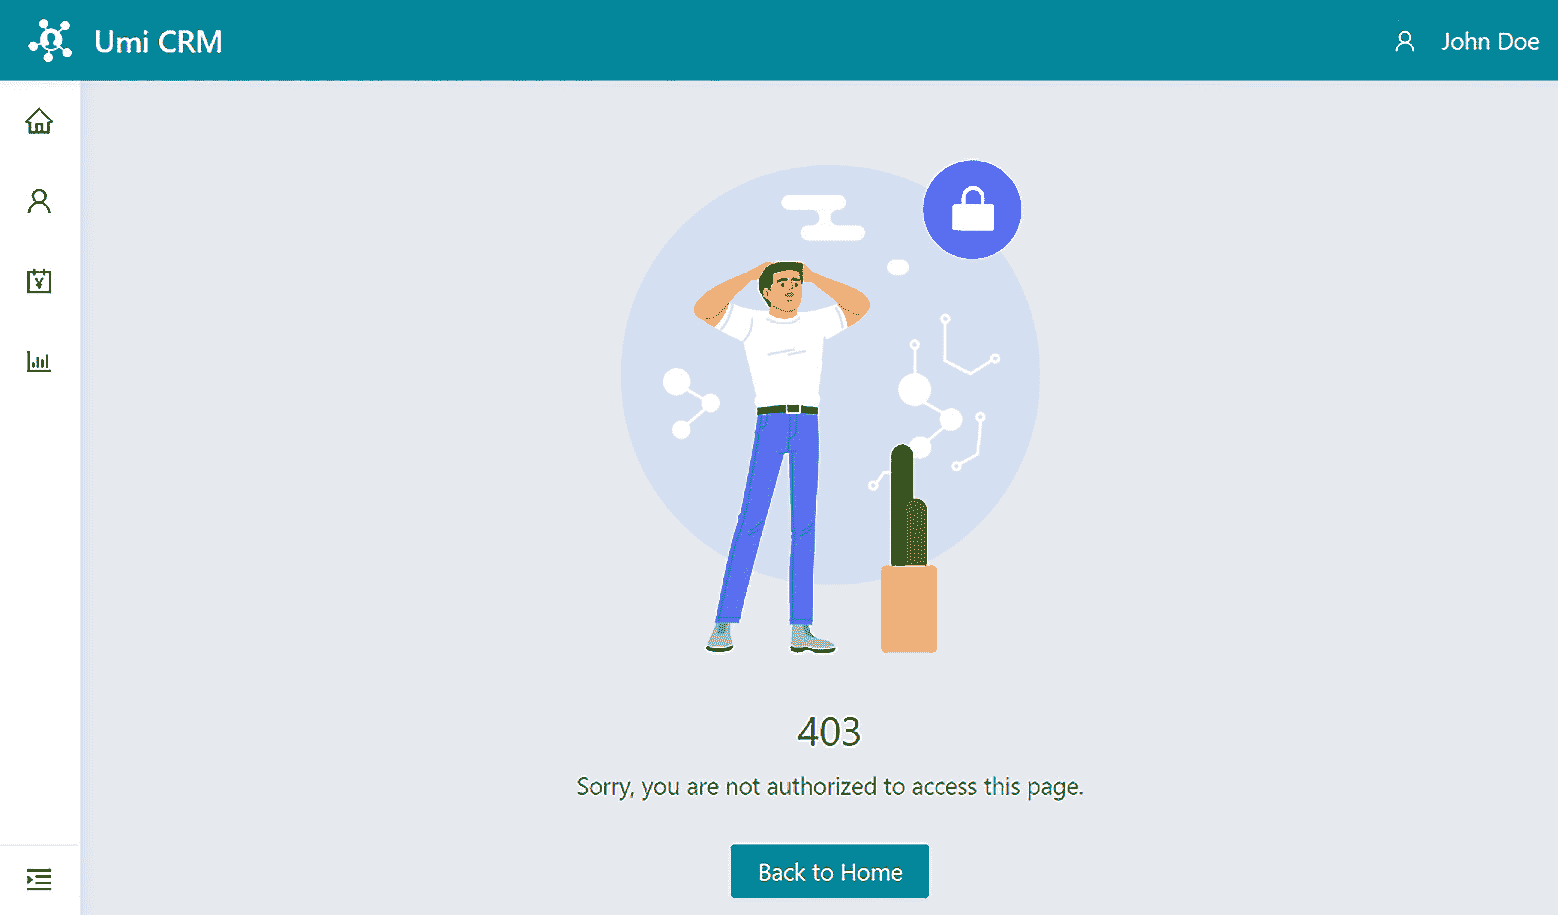 Umi CRM
John Doe
¥
403
Sorry, you are not authorized to access this page.
Back to Home